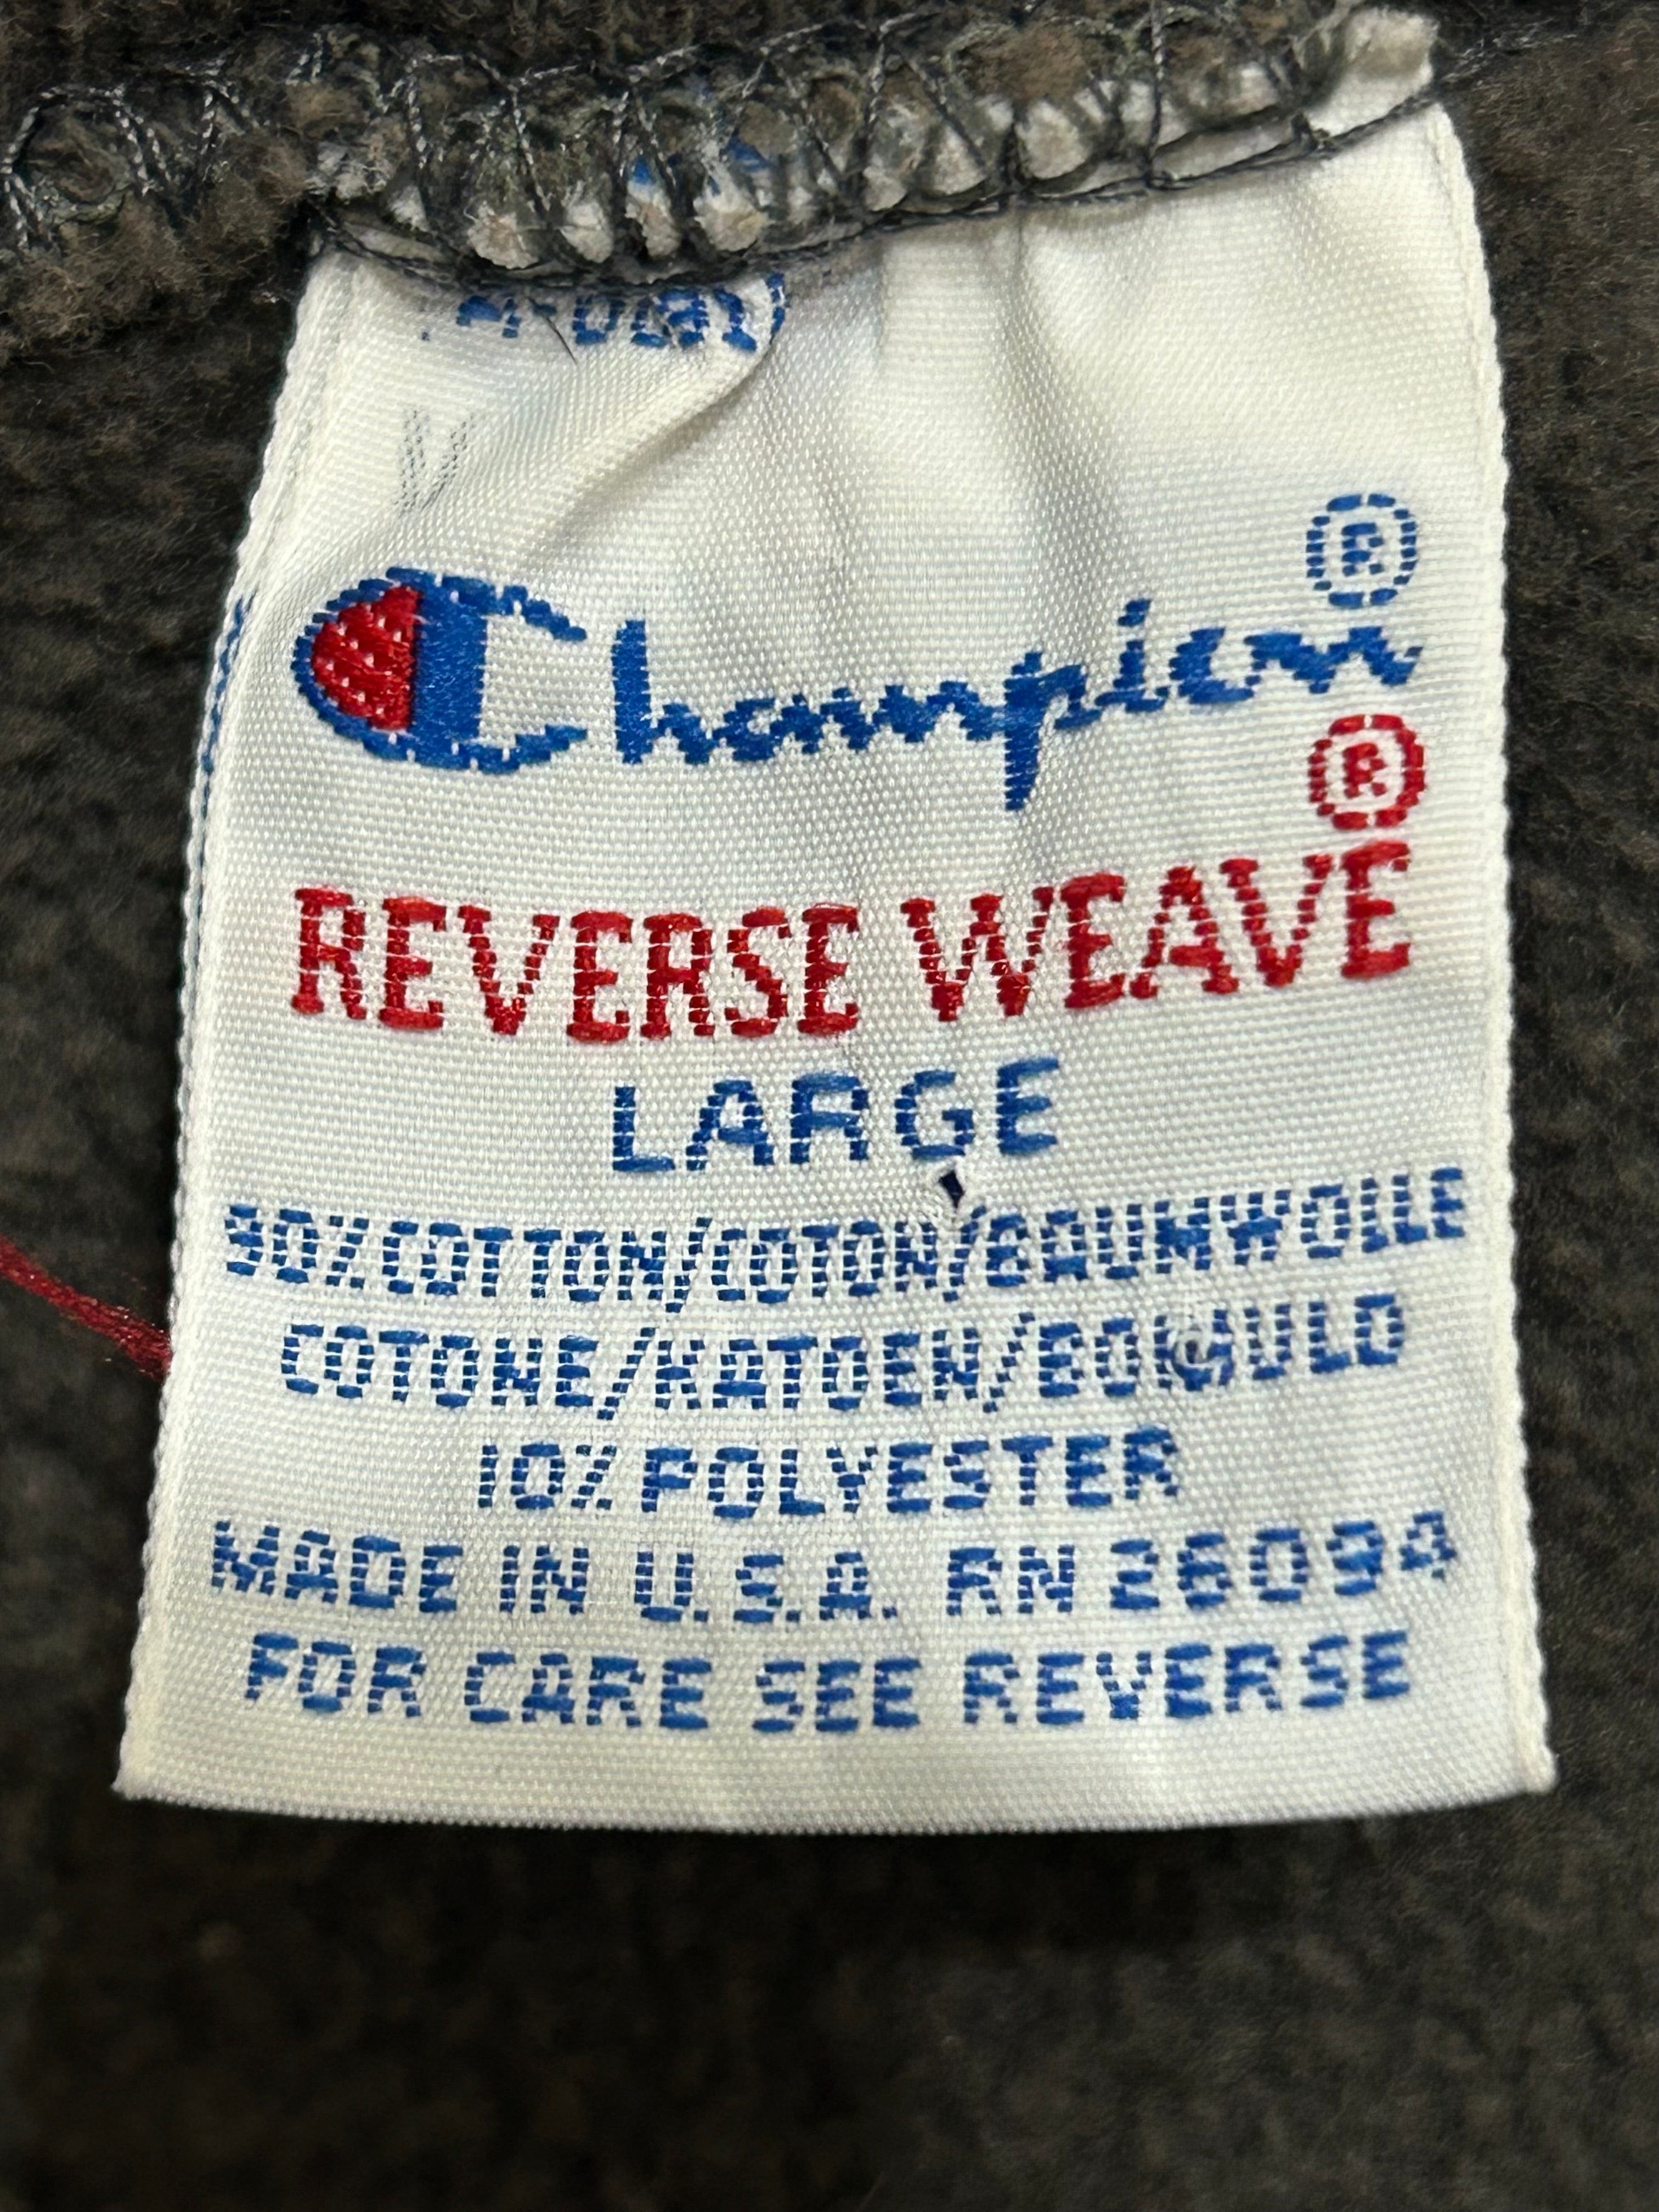 Champion®
®
REVERSE WEAVE
LARGE
90% COTTON/COTON/BAUMWOLLE
COTONE/KATOEN/BOMULD
10% POLYESTER
MADE IN U.S.A. RN 26094
FOR CARE SEE REVERSE